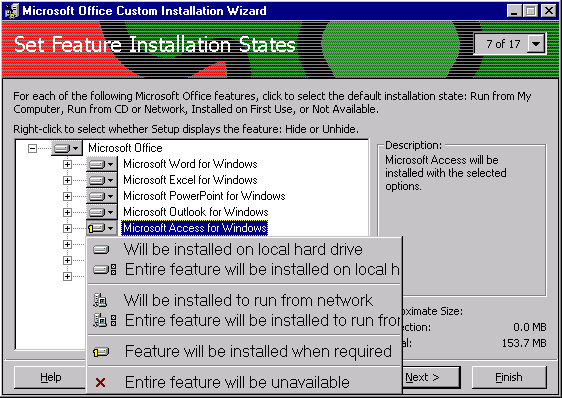 Microsoft Office Custom Installation Wizard
Set Feature Installation States
7 of 17
For each of the following Microsoft Office features, click to select the default installation state: Run from My
Computer, Run from CD or Network, Installed on First Use, or Not Available.
Right-click to select whether Setup displays the feature: Hide or Unhide.
Microsoft Office
Microsoft Word for Windows
Microsoft Excel for Windows
Microsoft PowerPoint for Windows
Microsoft Outlook for Windows
Microsoft Access for Windows
Description:
Microsoft Access will be
installed with the selected
options.
Will be installed on local hard drive
Entire feature will be installed on local h
Will be installed to run from network
Entire feature will be installed to run fro
Feature will be installed when required
Entire feature will be unavailable
oximate Size:
ection: 0.0 MB
al: 153.7 MB
Help
Next >
Finish